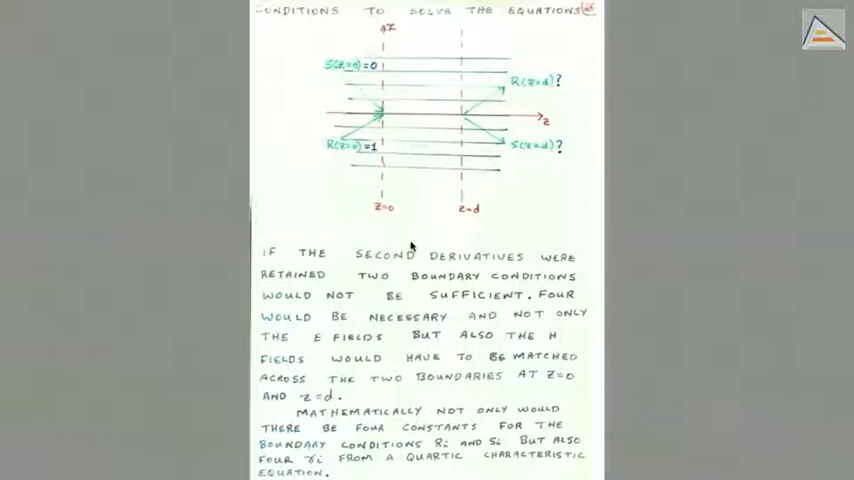 CONDITIONS TO SOLVE THE EQUATIONS
x
S(z=0)=0
R(z=d)?
z
R(z=0)=1
S(z=d)?
z=0
z=d
IF THE SECOND DERIVATIVES WERE
RETAINED TWO BOUNDARY CONDITIONS
WOULD NOT BE SUFFICIENT. FOUR
WOULD BE NECESSARY AND NOT ONLY
THE E FIELDS BUT ALSO THE H
FIELDS WOULD HAVE TO BE MATCHED
ACROSS THE TWO BOUNDARIES AT z=0
AND z=d.
MATHEMATICALLY NOT ONLY WOULD
THERE BE FOUR CONSTANTS FOR THE
BOUNDARY CONDITIONS Ri AND Si BUT ALSO
FOUR γi FROM A QUARTIC CHARACTERISTIC
EQUATION.